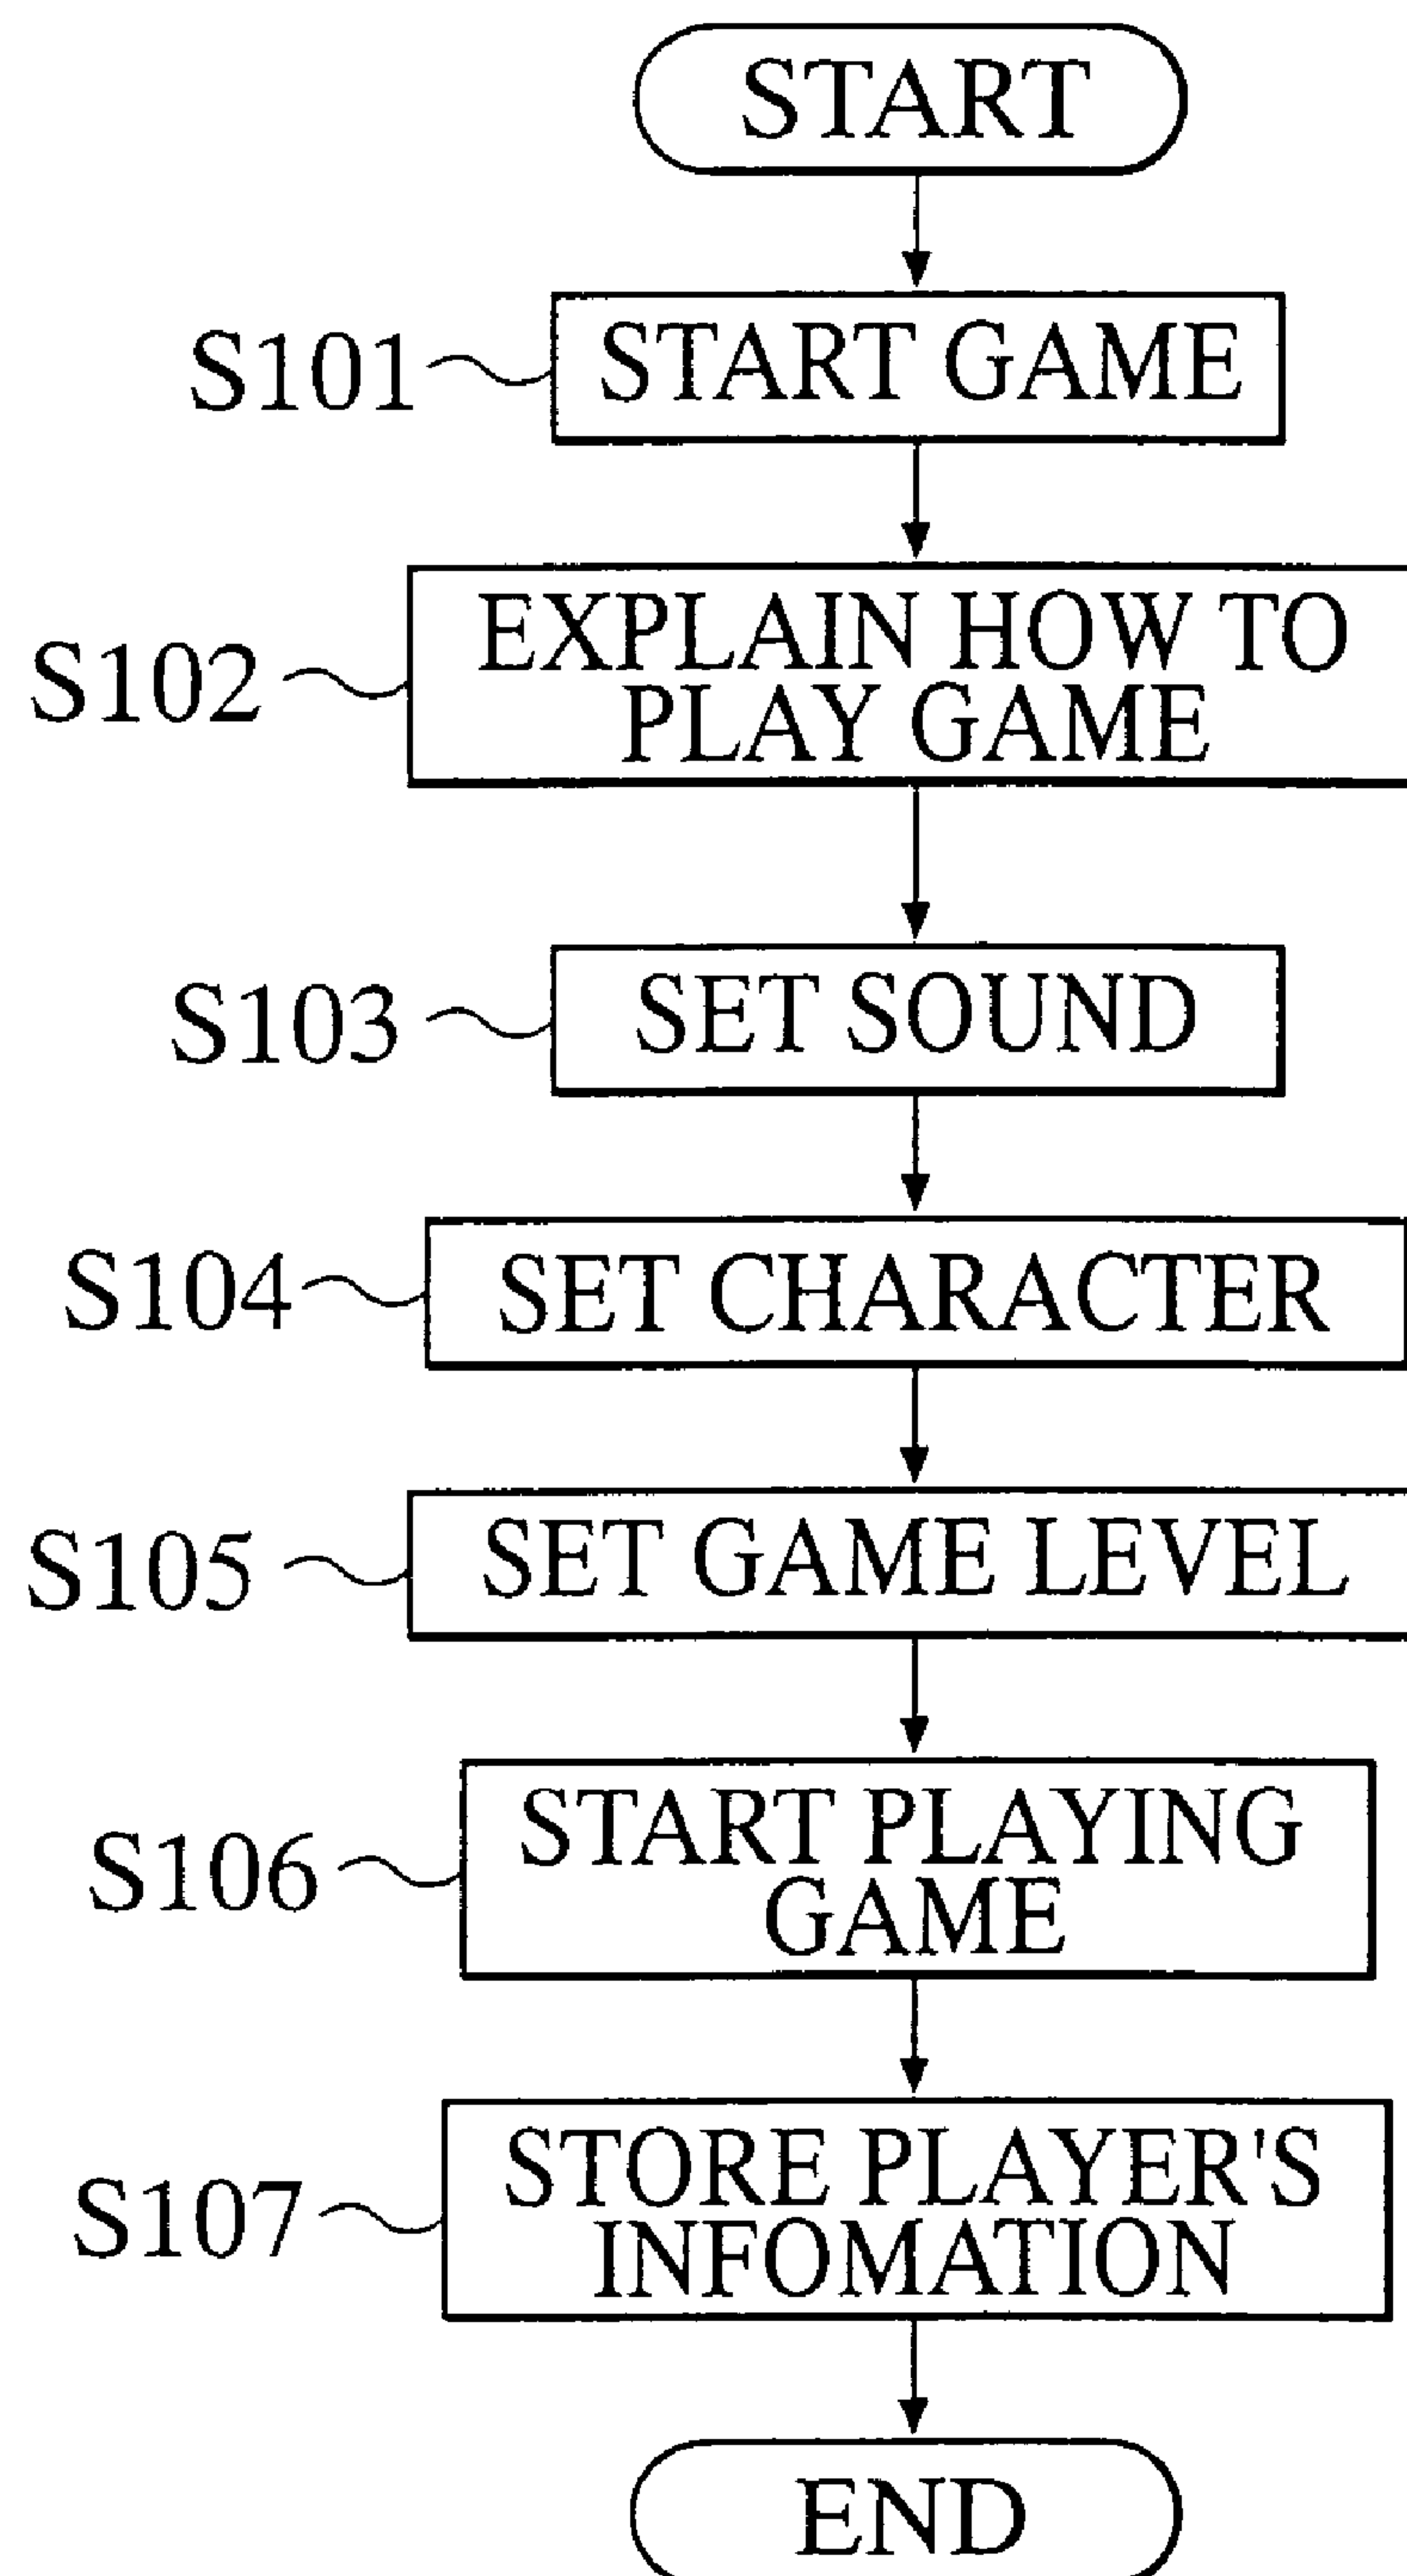 START
S101
START GAME
S102
EXPLAIN HOW TO
PLAY GAME
S103
SET SOUND
S104
SET CHARACTER
S105
SET GAME LEVEL
S106
START PLAYING
GAME
S107
STORE PLAYER'S
INFOMATION
END